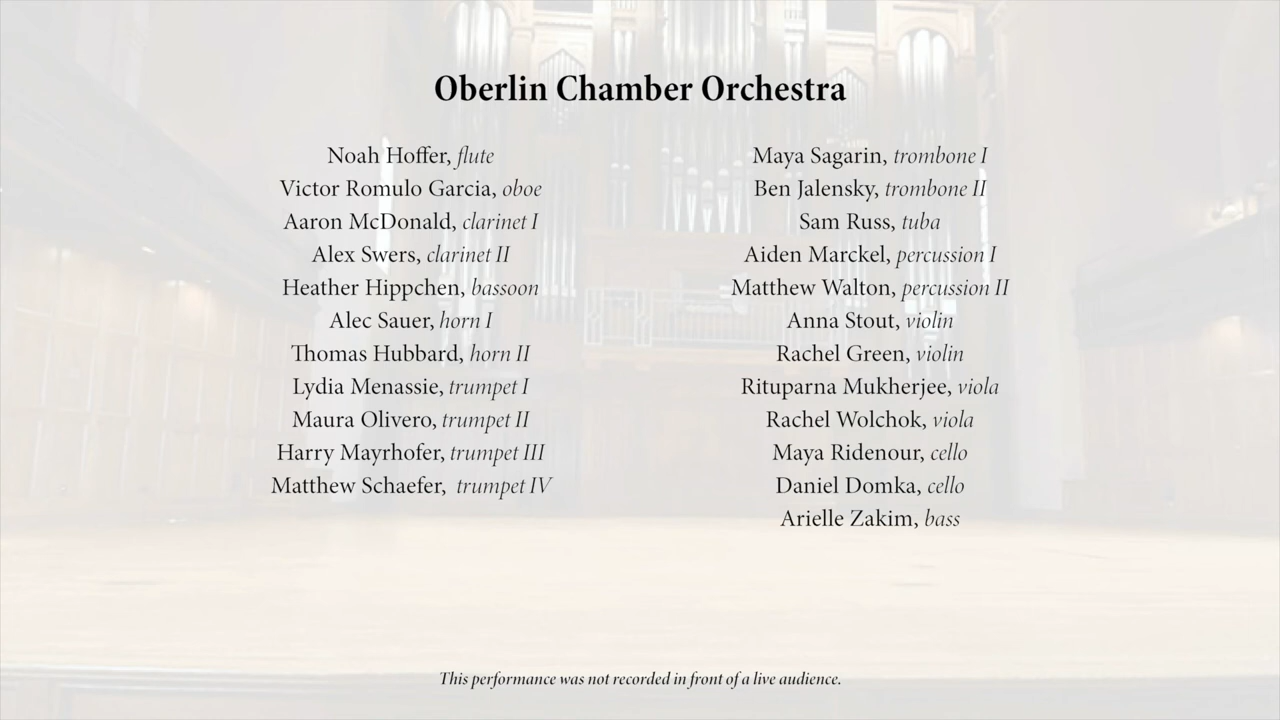 Oberlin Chamber Orchestra
Noah Hoffer, flute
Victor Romulo Garcia, oboe
Aaron McDonald, clarinet I
Alex Swers, clarinet II
Heather Hippchen, bassoon
Alec Sauer, horn I
Thomas Hubbard, horn II
Lydia Menassie, trumpet I
Maura Olivero, trumpet II
Harry Mayrhofer, trumpet III
Matthew Schaefer, trumpet IV
Maya Sagarin, trombone I
Ben Jalensky, trombone II
Sam Russ, tuba
Aiden Marckel, percussion I
Matthew Walton, percussion II
Anna Stout, violin
Rachel Green, violin
Rituparna Mukherjee, viola
Rachel Wolchok, viola
Maya Ridenour, cello
Daniel Domka, cello
Arielle Zakim, bass
This performance was not recorded in front of a live audience.